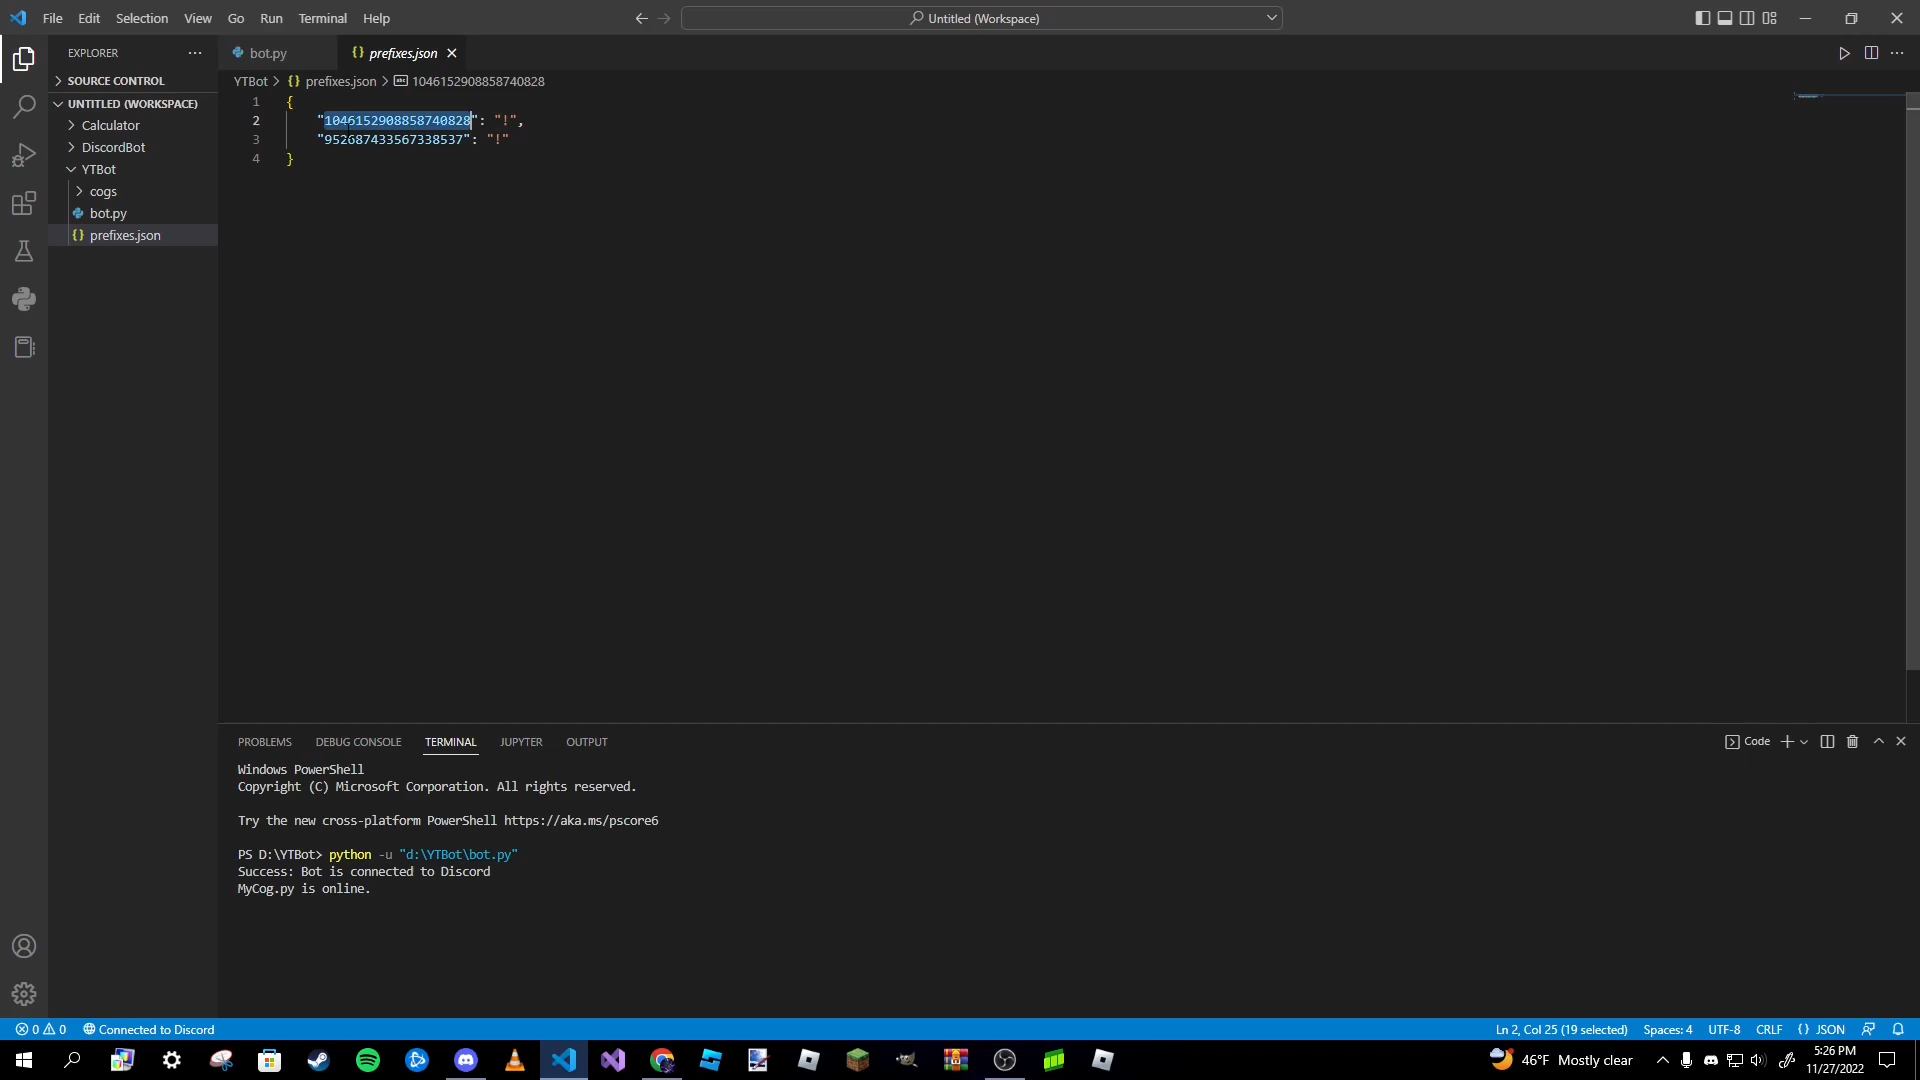 File Edit Selection View Go Run Terminal Help
Untitled (Workspace)
EXPLORER
SOURCE CONTROL
UNTITLED (WORKSPACE)
Calculator
DiscordBot
YTBot
cogs
bot.py
prefixes.json
bot.py
prefixes.json
YTBot > {} prefixes.json > 1046152908858740828
1 {
2 "1046152908858740828": "!",
3 "952687433567338537": "!"
4 }
PROBLEMS DEBUG CONSOLE TERMINAL JUPYTER OUTPUT
Code
Windows PowerShell
Copyright (C) Microsoft Corporation. All rights reserved.
Try the new cross-platform PowerShell https://aka.ms/pscore6
PS D:\YTBot> python -u "d:\YTBot\bot.py"
Success: Bot is connected to Discord
MyCog.py is online.
0 0 Connected to Discord
Ln 2, Col 25 (19 selected) Spaces: 4 UTF-8 CRLF {} JSON
46°F Mostly clear
5:26 PM
11/27/2022